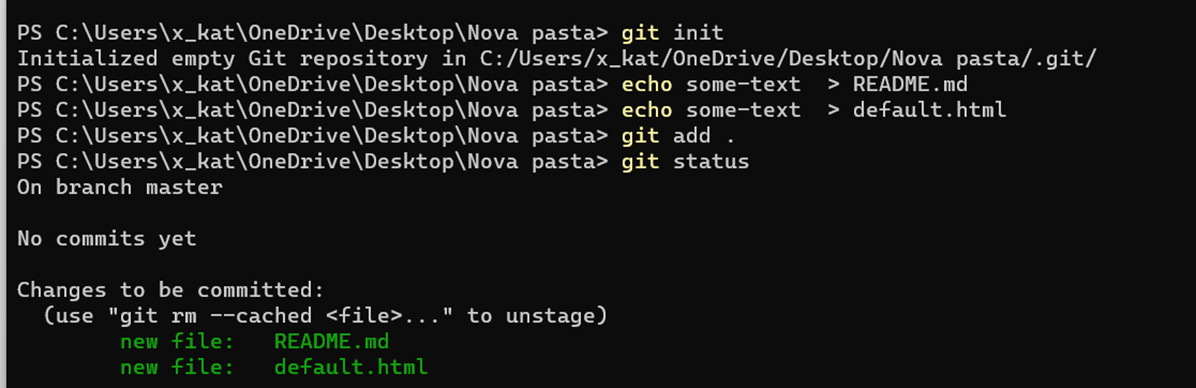 PS C:\Users\x_kat\OneDrive\Desktop\Nova pasta> git init
Initialized empty Git repository in C:/Users/x_kat/OneDrive/Desktop/Nova pasta/.git/
PS C:\Users\x_kat\OneDrive\Desktop\Nova pasta> echo some-text  > README.md
PS C:\Users\x_kat\OneDrive\Desktop\Nova pasta> echo some-text  > default.html
PS C:\Users\x_kat\OneDrive\Desktop\Nova pasta> git add .
PS C:\Users\x_kat\OneDrive\Desktop\Nova pasta> git status
On branch master
No commits yet
Changes to be committed:
  (use "git rm --cached <file>..." to unstage)
        new file:   README.md
        new file:   default.html